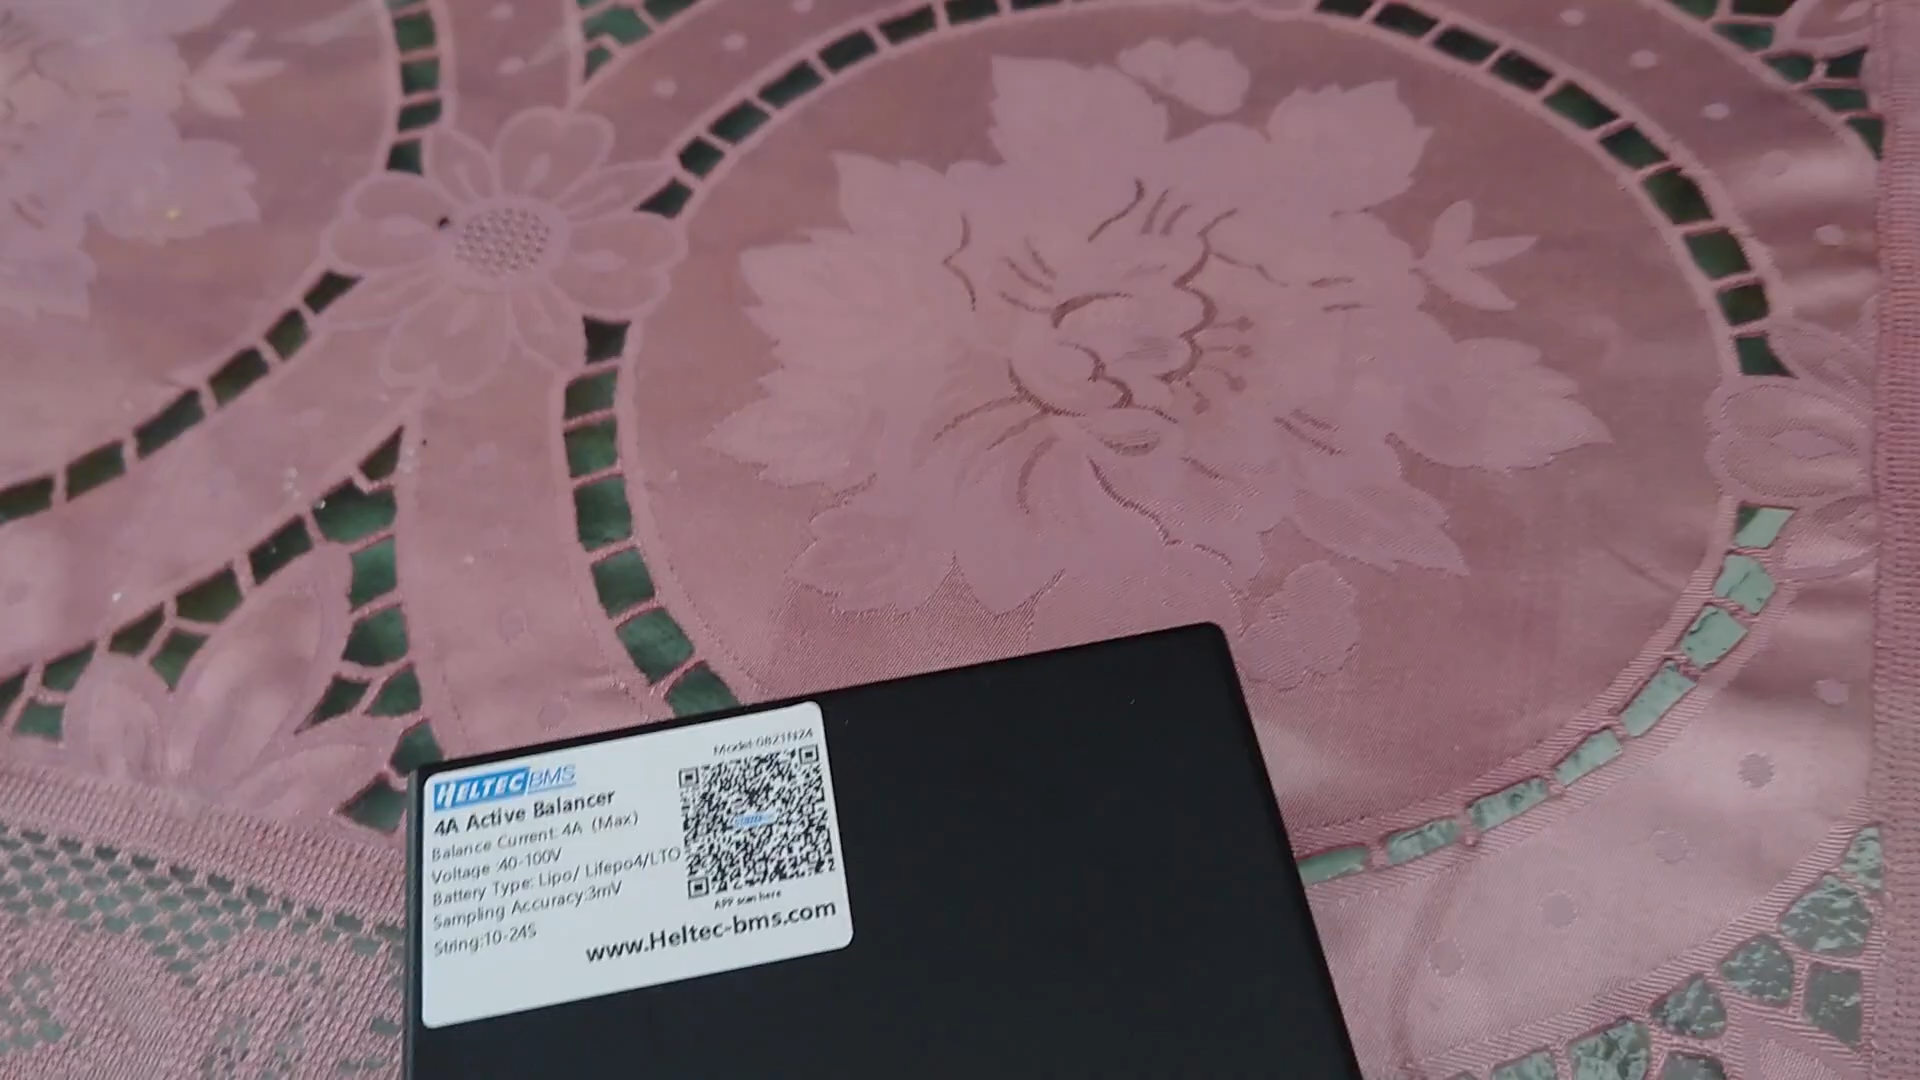 Model:0821N24
HELTEC BMS
4A Active Balancer
Balance Current: 4A (Max)
Voltage :40-100V
Battery Type: Lipo/ Lifepo4/LTO
Sampling Accuracy:3mV
String:10-24S
APP scan here
www.Heltec-bms.com